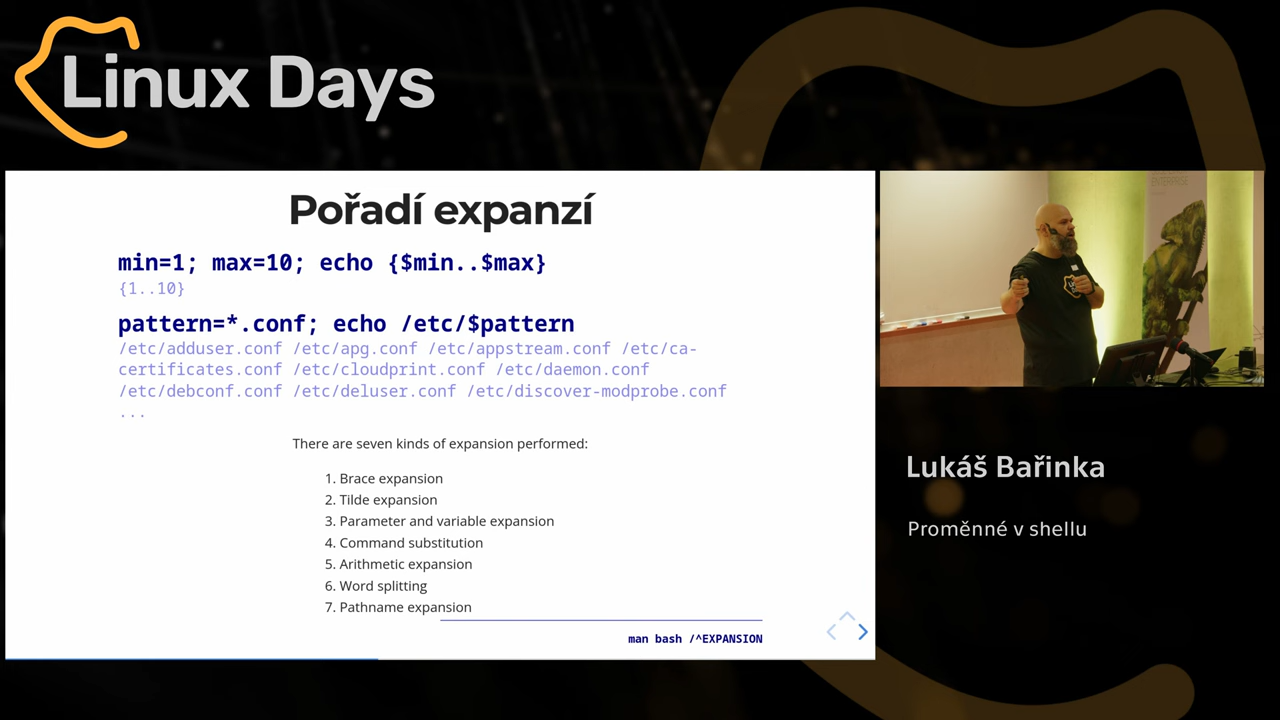 Linux Days
Pořadí expanzí
min=1; max=10; echo {$min..$max}
{1..10}
pattern=*.conf; echo /etc/$pattern
/etc/adduser.conf /etc/apg.conf /etc/appstream.conf /etc/ca-
certificates.conf /etc/cloudprint.conf /etc/daemon.conf
/etc/debconf.conf /etc/deluser.conf /etc/discover-modprobe.conf
...
There are seven kinds of expansion performed:
1. Brace expansion
2. Tilde expansion
3. Parameter and variable expansion
4. Command substitution
5. Arithmetic expansion
6. Word splitting
7. Pathname expansion
man bash /^EXPANSION
ENTERPRISE
Lukáš Bařinka
Proměnné v shellu